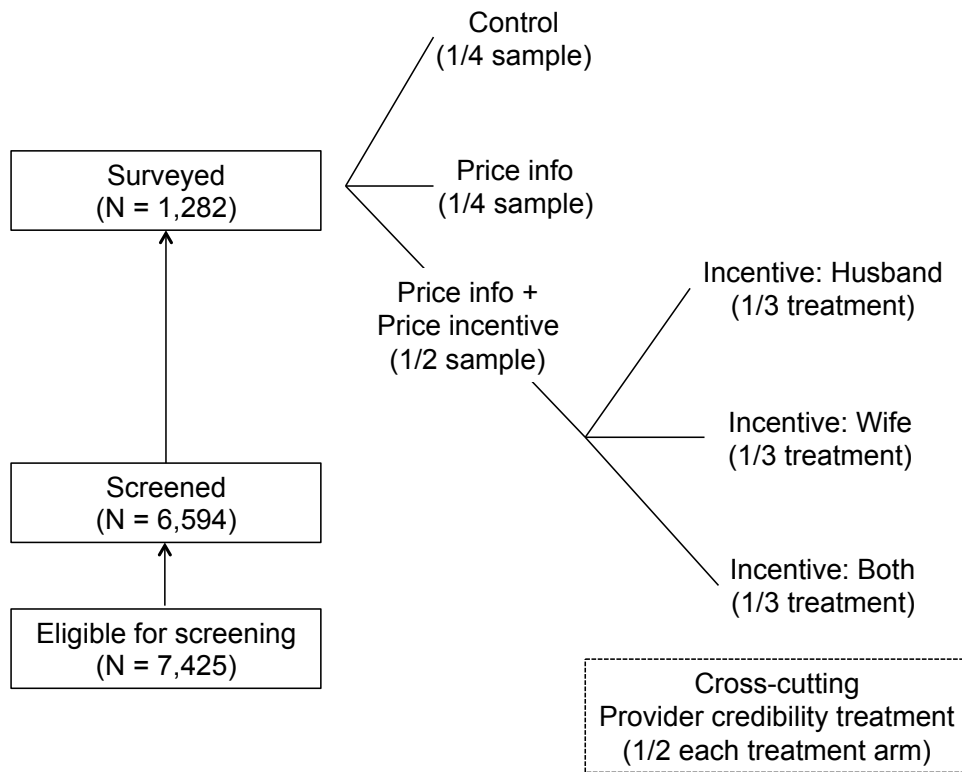 Control
(1/4 sample)
Surveyed
(N = 1,282)
Price info
(1/4 sample)
Price info +
Price incentive
(1/2 sample)
Incentive: Husband
(1/3 treatment)
Incentive: Wife
(1/3 treatment)
Screened
(N = 6,594)
Incentive: Both
(1/3 treatment)
Eligible for screening
(N = 7,425)
Cross-cutting
Provider credibility treatment
(1/2 each treatment arm)